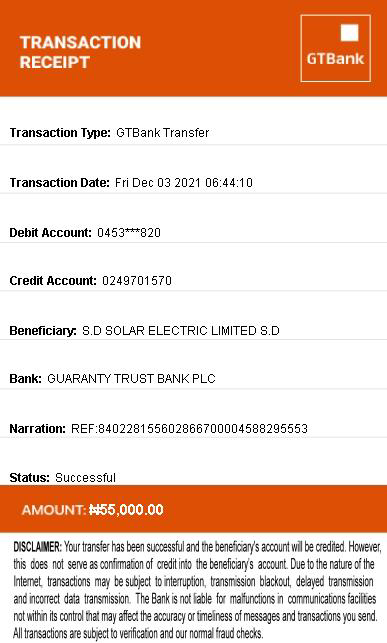 TRANSACTION
RECEIPT
GTBank
Transaction Type: GTBank Transfer
Transaction Date: Fri Dec 03 2021 06:44:10
Debit Account: 0453***820
Credit Account: 0249701570
Beneficiary: S.D SOLAR ELECTRIC LIMITED S.D
Bank: GUARANTY TRUST BANK PLC
Narration: REF:840228155602866700004588295553
Status: Successful
AMOUNT: ₦55,000.00
DISCLAIMER: Your transfer has been successful and the beneficiary's account will be credited. However,
this does not serve as confirmation of credit into the beneficiary's account. Due to the nature of the
Internet, transactions may be subject to interruption, transmission blackout, delayed transmission
and incorrect data transmission. The Bank is not liable for malfunctions in communications facilities
not within its control that may affect the accuracy or timeliness of messages and transactions you send.
All transactions are subject to verification and our normal fraud checks.